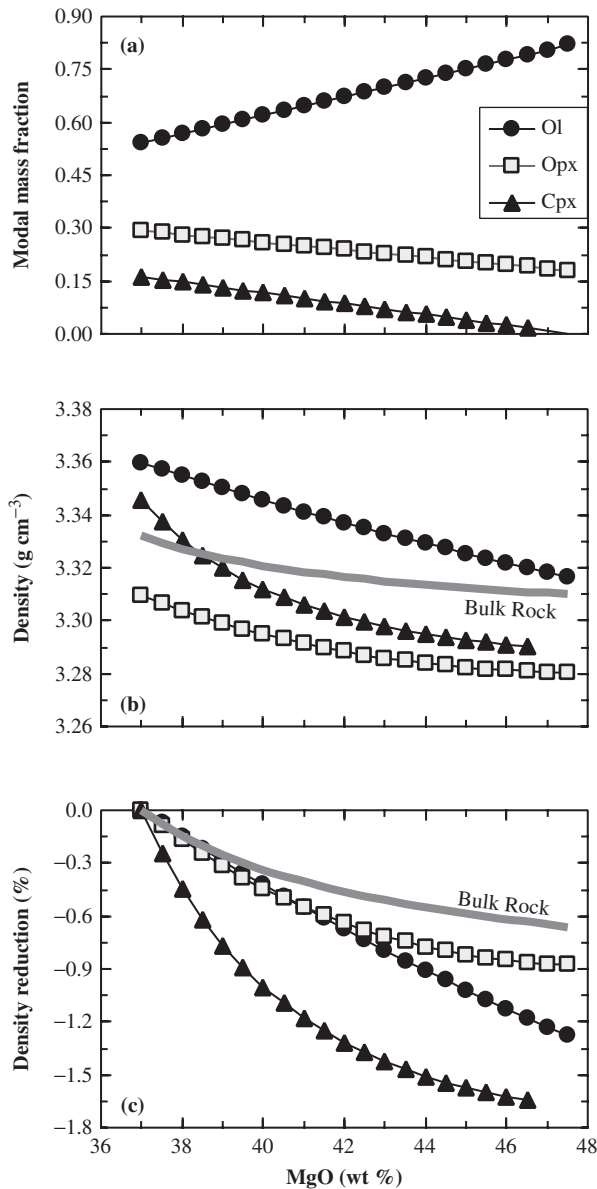 0.90
(a)
0.75
0.60
0.45
0.30
0.15
0.00
Modal mass fraction
Ol
Opx
Cpx
3.38
3.36
3.34
3.32
3.30
3.28
3.26
Density (g cm⁻³)
Bulk Rock
(b)
0.0
−0.3
−0.6
−0.9
−1.2
−1.5
−1.8
Density reduction (%)
Bulk Rock
(c)
36 38 40 42 44 46 48
MgO (wt %)